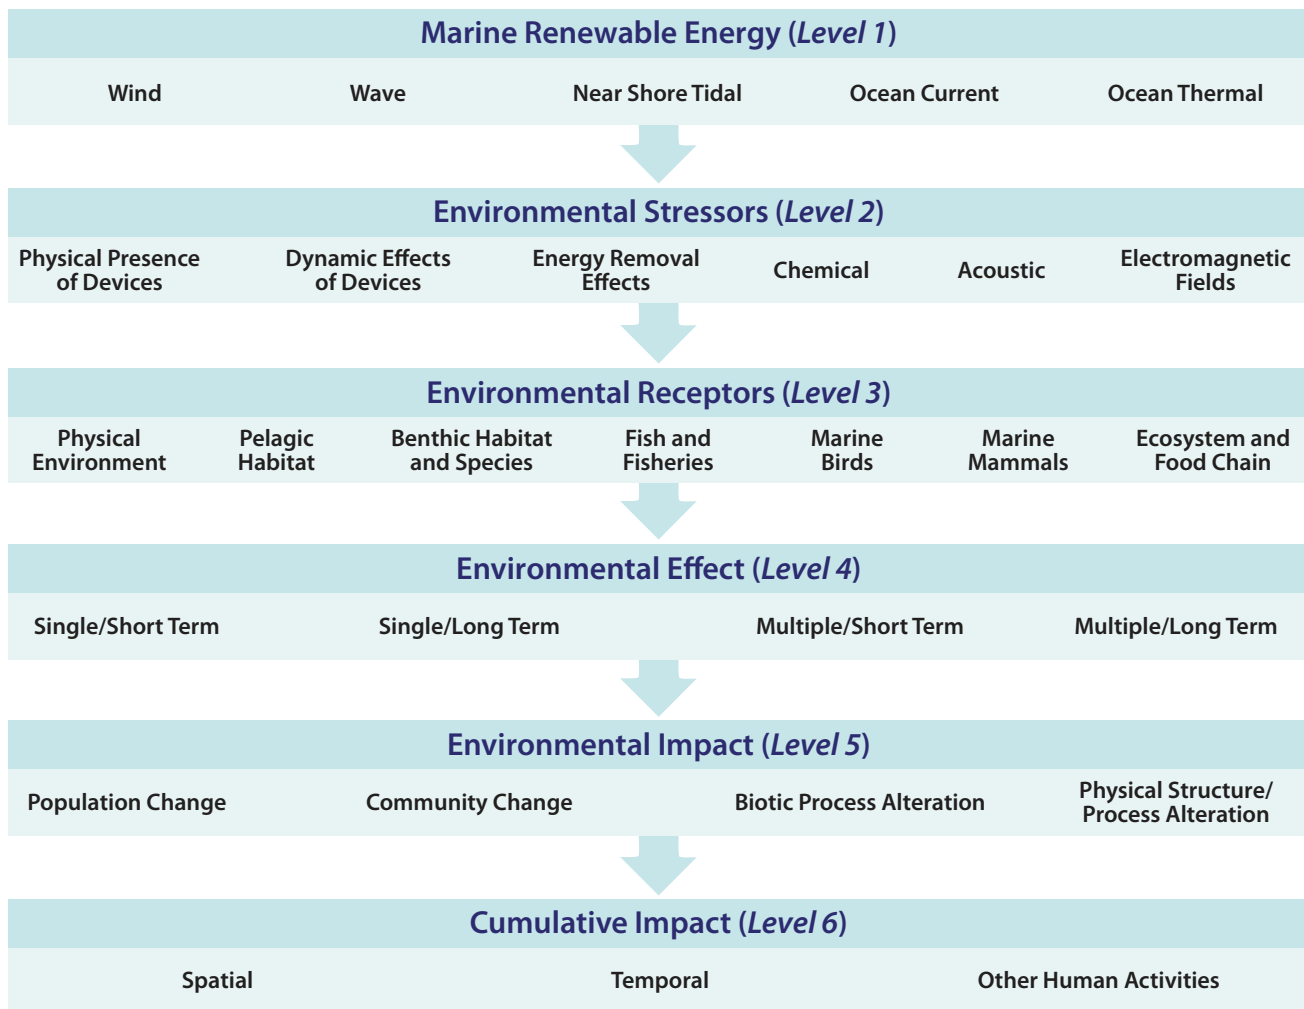 Marine Renewable Energy (Level 1)
Wind Wave Near Shore Tidal Ocean Current Ocean Thermal
Environmental Stressors (Level 2)
Physical Presence
of Devices
Dynamic Effects
of Devices
Energy Removal
Effects
Chemical
Acoustic
Electromagnetic
Fields
Environmental Receptors (Level 3)
Physical
Environment
Pelagic
Habitat
Benthic Habitat
and Species
Fish and
Fisheries
Marine
Birds
Marine
Mammals
Ecosystem and
Food Chain
Environmental Effect (Level 4)
Single/Short Term Single/Long Term Multiple/Short Term Multiple/Long Term
Environmental Impact (Level 5)
Population Change
Community Change
Biotic Process Alteration
Physical Structure/
Process Alteration
Cumulative Impact (Level 6)
Spatial Temporal Other Human Activities